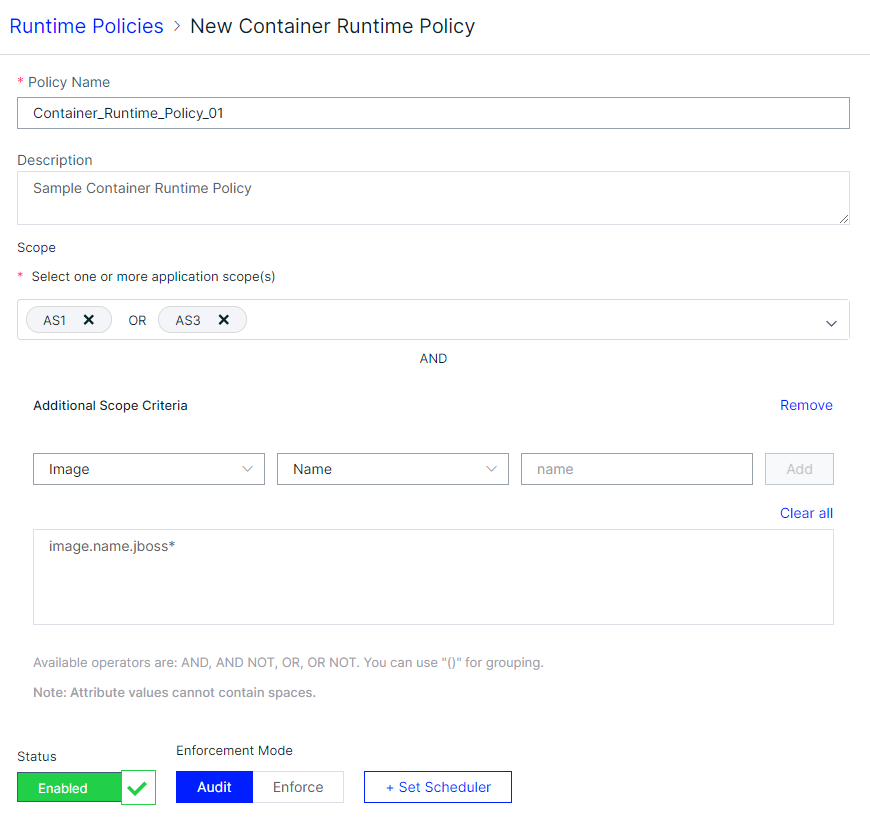 Runtime Policies > New Container Runtime Policy
* Policy Name
Container_Runtime_Policy_01
Description
Sample Container Runtime Policy
Scope
* Select one or more application scope(s)
AS1 OR AS3
AND
Additional Scope Criteria Remove
Image Name name Add
Clear all
image.name.jboss*
Available operators are: AND, AND NOT, OR, OR NOT. You can use "()" for grouping.
Note: Attribute values cannot contain spaces.
Status Enforcement Mode
Enabled Audit Enforce + Set Scheduler